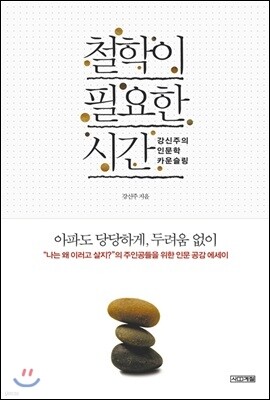 철학이
필요한
시간
강신주의
인문학
카운슬링
강신주 지음
아파도 당당하게, 두려움 없이
“나는 왜 이러고 살지?”의 주인공들을 위한 인문 공감 에세이
사계절
yes24